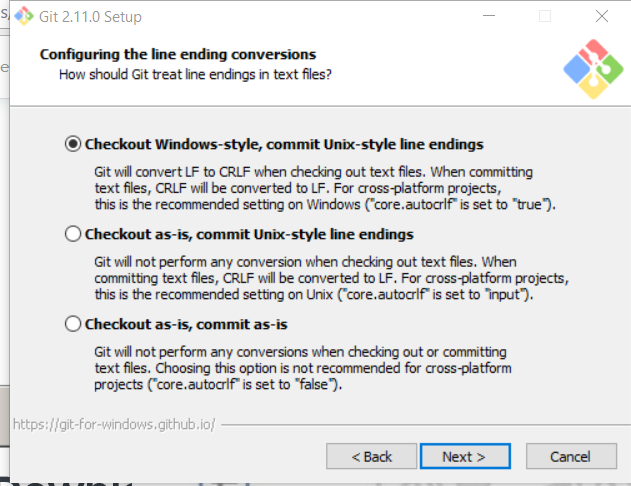 Git 2.11.0 Setup
Configuring the line ending conversions
How should Git treat line endings in text files?
Checkout Windows-style, commit Unix-style line endings
Git will convert LF to CRLF when checking out text files. When committing
text files, CRLF will be converted to LF. For cross-platform projects,
this is the recommended setting on Windows ("core.autocrlf" is set to "true").
Checkout as-is, commit Unix-style line endings
Git will not perform any conversion when checking out text files. When
committing text files, CRLF will be converted to LF. For cross-platform projects,
this is the recommended setting on Unix ("core.autocrlf" is set to "input").
Checkout as-is, commit as-is
Git will not perform any conversions when checking out or committing
text files. Choosing this option is not recommended for cross-platform
projects ("core.autocrlf" is set to "false").
https://git-for-windows.github.io/
< Back Next > Cancel